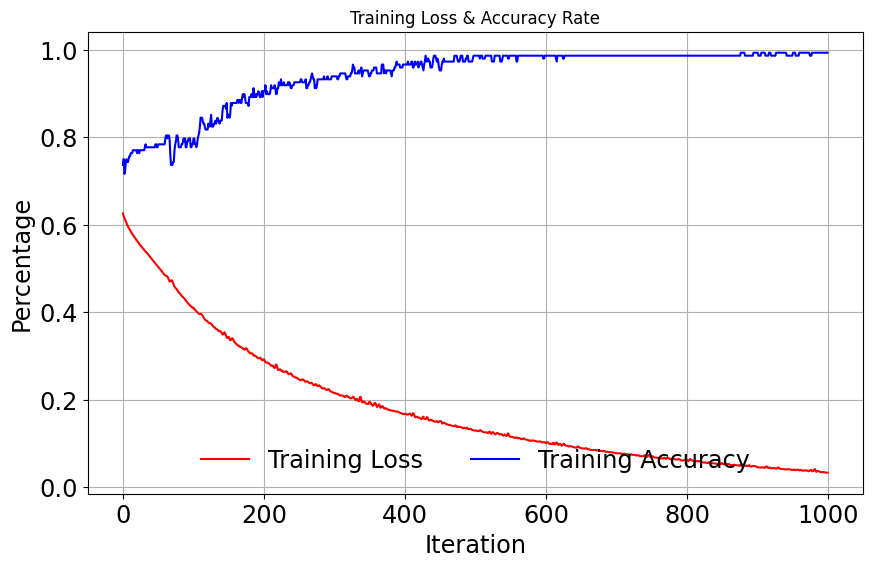 Training Loss & Accuracy Rate
1.0
0.8
0.6
0.4
0.2
0.0
Percentage
Training Loss Training Accuracy
0 200 400 600 800 1000
Iteration